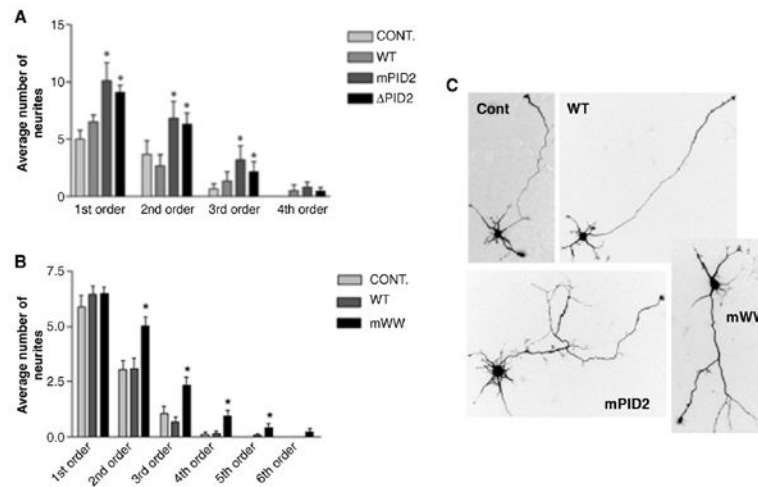 A
Average number of
neurites
15
10
5
0
CONT.
WT
mPID2
ΔPID2
* * * * * *
1st order 2nd order 3rd order 4th order
B
Average number of
neurites
7.5
5.0
2.5
0.0
CONT.
WT
mWW
* * * * *
1st order 2nd order 3rd order 4th order 5th order 6th order
C
Cont WT
mWW
mPID2